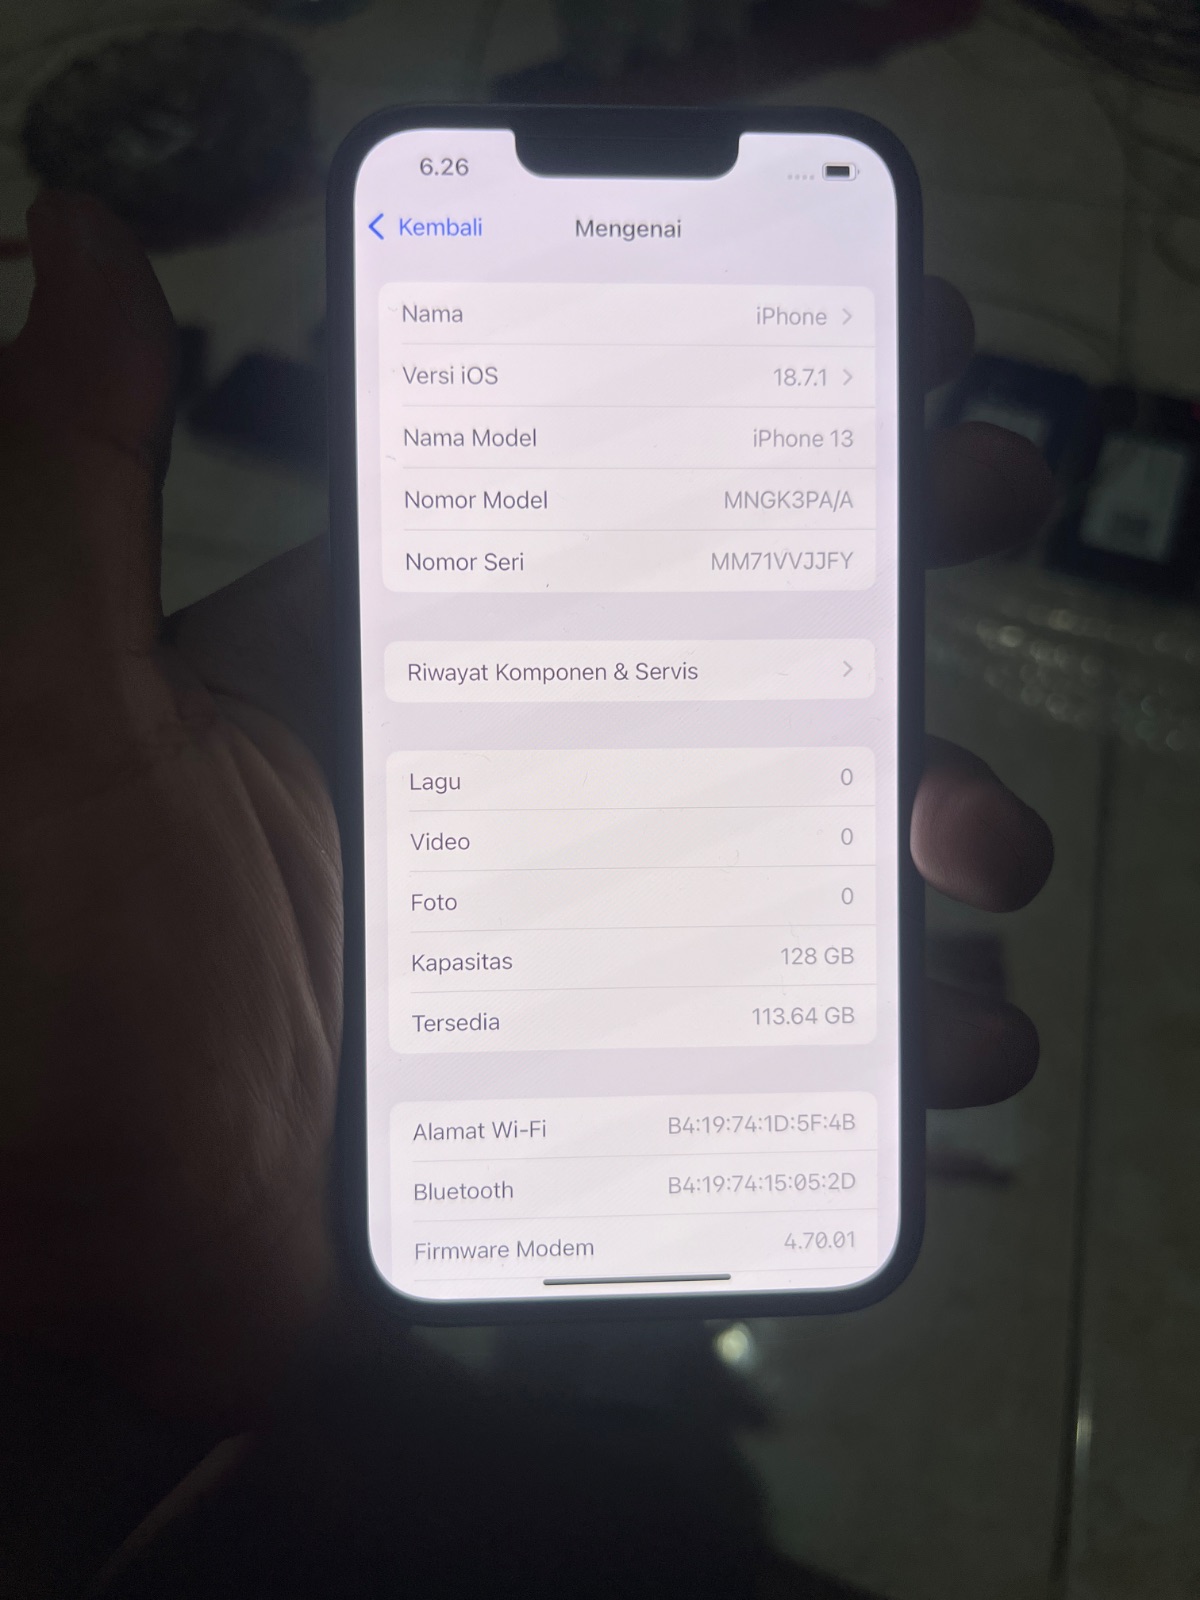 6.26
Kembali
Mengenai
Nama iPhone
Versi iOS 18.7.1
Nama Model iPhone 13
Nomor Model MNGK3PA/A
Nomor Seri MM71VVJJFY
Riwayat Komponen & Servis
Lagu 0
Video 0
Foto 0
Kapasitas 128 GB
Tersedia 113.64 GB
Alamat Wi-Fi B4:19:74:1D:5F:4B
Bluetooth B4:19:74:15:05:2D
Firmware Modem 4.70.01